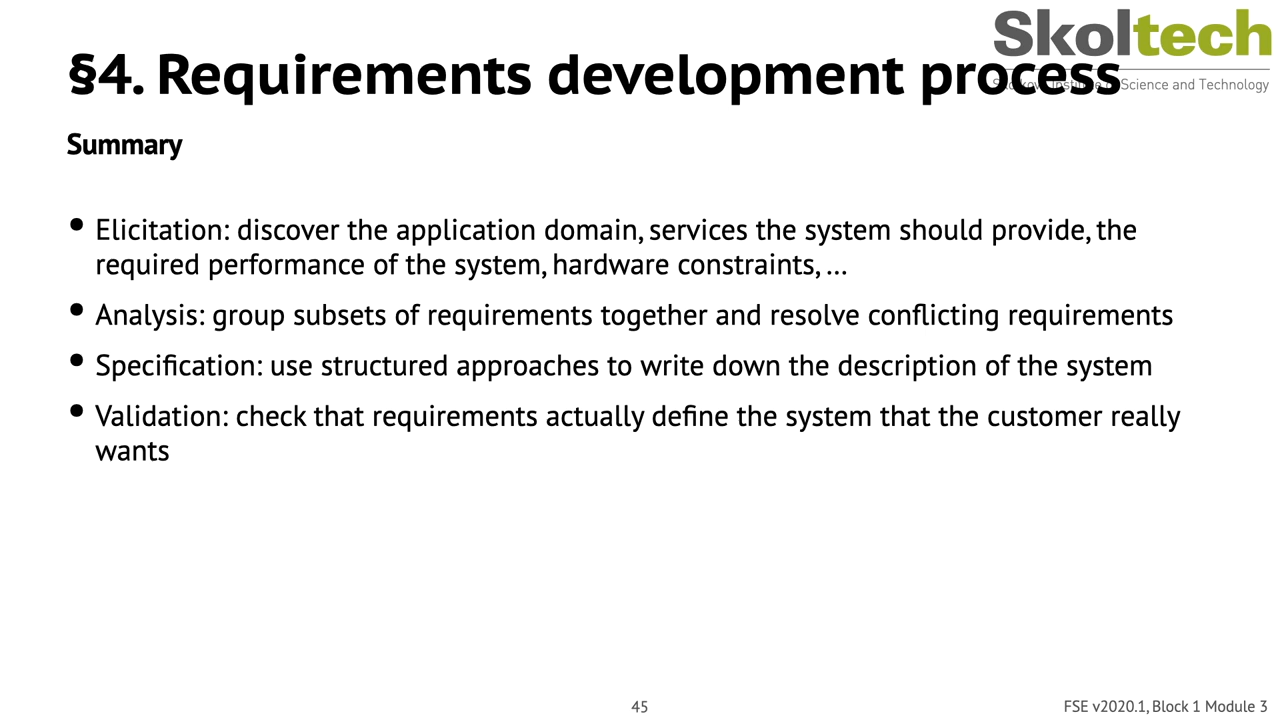 Skoltech
§4. Requirements development process
Science and Technology
Summary
• Elicitation: discover the application domain, services the system should provide, the
required performance of the system, hardware constraints, ...
• Analysis: group subsets of requirements together and resolve conflicting requirements
• Specification: use structured approaches to write down the description of the system
• Validation: check that requirements actually define the system that the customer really
wants
45
FSE v2020.1, Block 1 Module 3